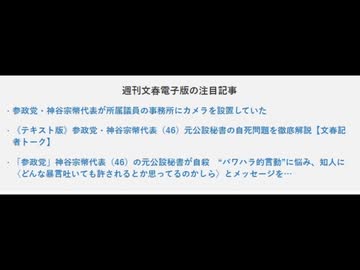 週刊文春電子版の注目記事
・参政党・神谷宗幣代表が所属議員の事務所にカメラを設置していた
・〈テキスト版〉参政党・神谷宗幣代表（46）元公設秘書の自死問題を徹底解説【文春記
者トーク】
・「参政党」神谷宗幣代表（46）の元公設秘書が自殺　“パワハラ的言動”に悩み、知人に
〈どんな暴言吐いても許されるとか思ってるのかしら〉とメッセージを…